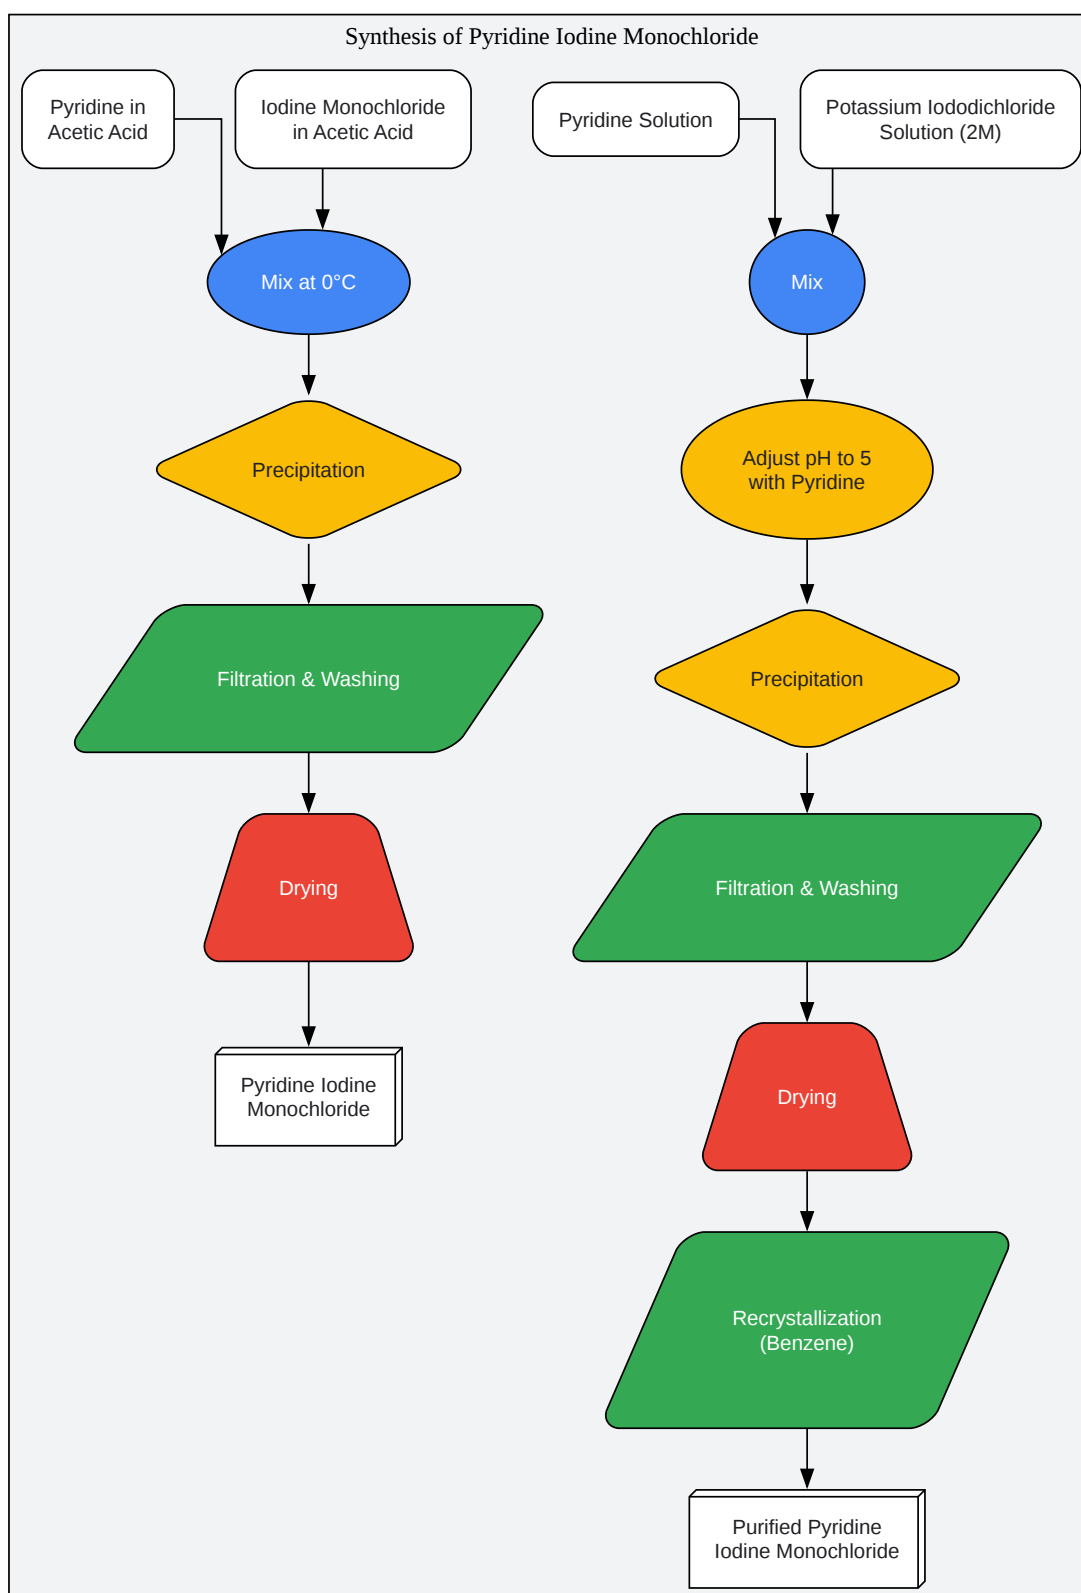 Synthesis of Pyridine Iodine Monochloride
Pyridine in
Acetic Acid
Iodine Monochloride
in Acetic Acid
Mix at 0°C
Precipitation
Filtration & Washing
Drying
Pyridine Iodine
Monochloride
Pyridine Solution
Potassium Iododichloride
Solution (2M)
Mix
Adjust pH to 5
with Pyridine
Precipitation
Filtration & Washing
Drying
Recrystallization
(Benzene)
Purified Pyridine
Iodine Monochloride